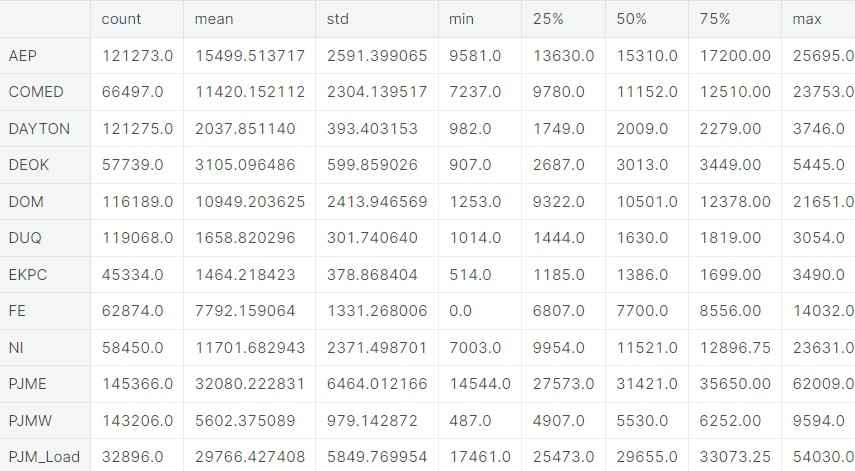 count mean std min 25% 50% 75% max
AEP 121273.0 15499.513717 2591.399065 9581.0 13630.0 15310.0 17200.00 25695.0
COMED 66497.0 11420.152112 2304.139517 7237.0 9780.0 11152.0 12510.00 23753.0
DAYTON 121275.0 2037.851140 393.403153 982.0 1749.0 2009.0 2279.00 3746.0
DEOK 57739.0 3105.096486 599.859026 907.0 2687.0 3013.0 3449.00 5445.0
DOM 116189.0 10949.203625 2413.946569 1253.0 9322.0 10501.0 12378.00 21651.0
DUQ 119068.0 1658.820296 301.740640 1014.0 1444.0 1630.0 1819.00 3054.0
EKPC 45334.0 1464.218423 378.868404 514.0 1185.0 1386.0 1699.00 3490.0
FE 62874.0 7792.159064 1331.268006 0.0 6807.0 7700.0 8556.00 14032.0
NI 58450.0 11701.682943 2371.498701 7003.0 9954.0 11521.0 12896.75 23631.0
PJME 145366.0 32080.222831 6464.012166 14544.0 27573.0 31421.0 35650.00 62009.0
PJMW 143206.0 5602.375089 979.142872 487.0 4907.0 5530.0 6252.00 9594.0
PJM_Load 32896.0 29766.427408 5849.769954 17461.0 25473.0 29655.0 33073.25 54030.0